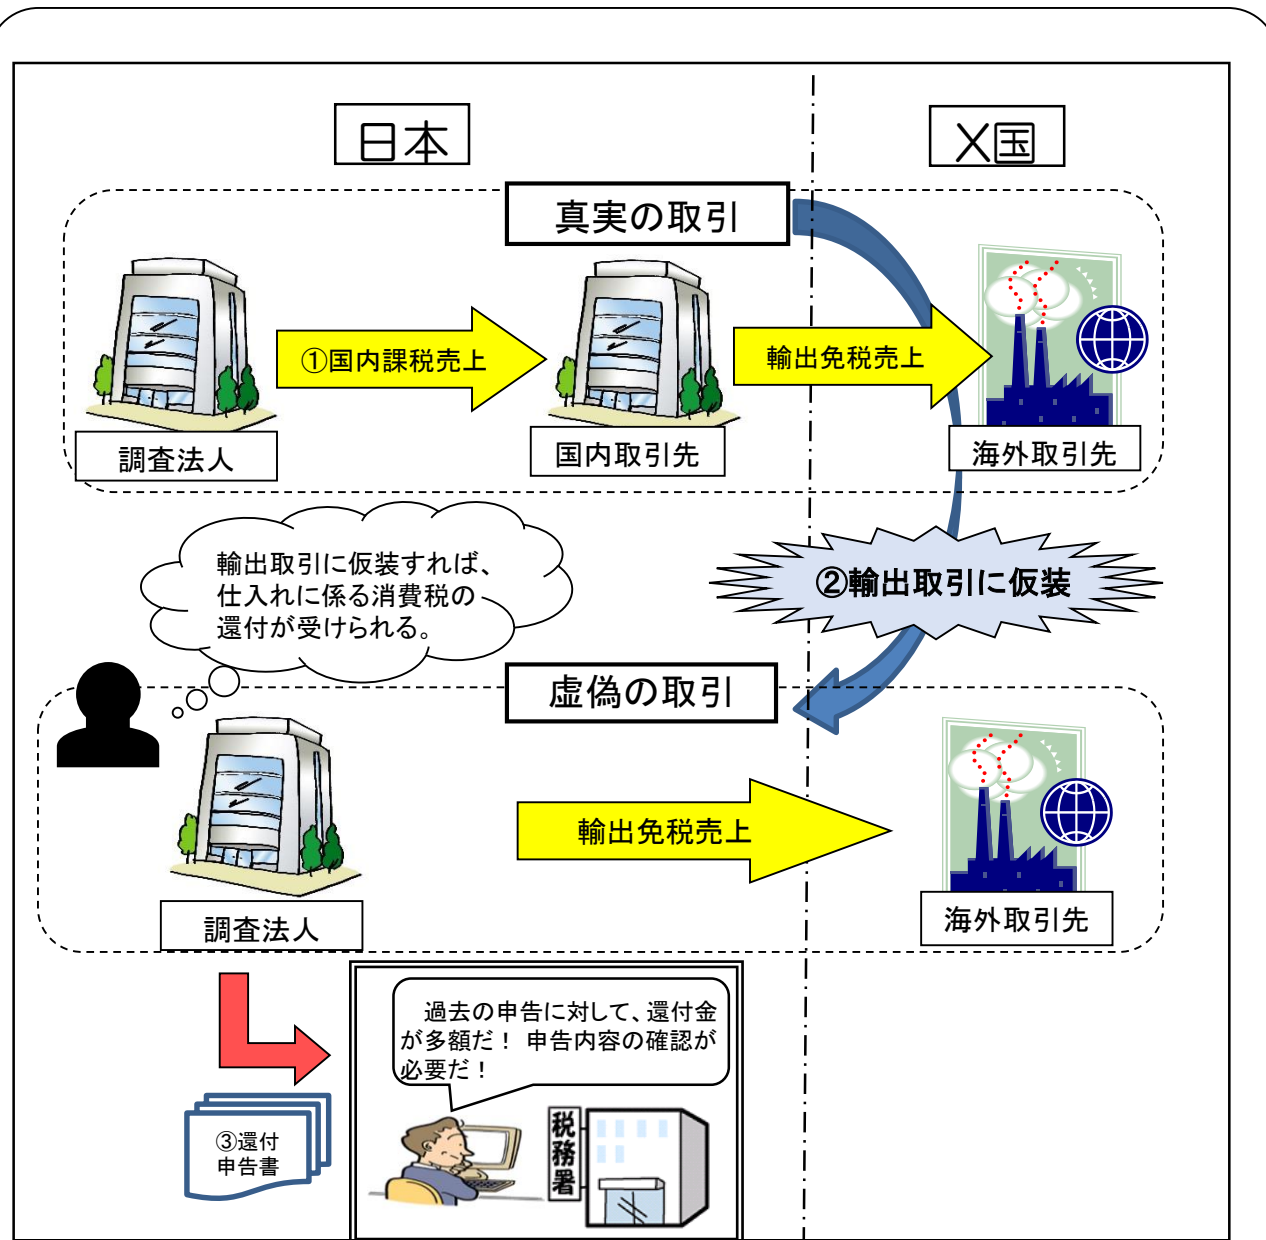 日本
X国
真実の取引
①国内課税売上
輸出免税売上
調査法人
国内取引先
海外取引先
輸出取引に仮装すれば、
仕入れに係る消費税の
還付が受けられる。
②輸出取引に仮装
虚偽の取引
輸出免税売上
調査法人
海外取引先
過去の申告に対して、還付金
が多額だ！ 申告内容の確認が
必要だ！
③還付
申告書
税務署